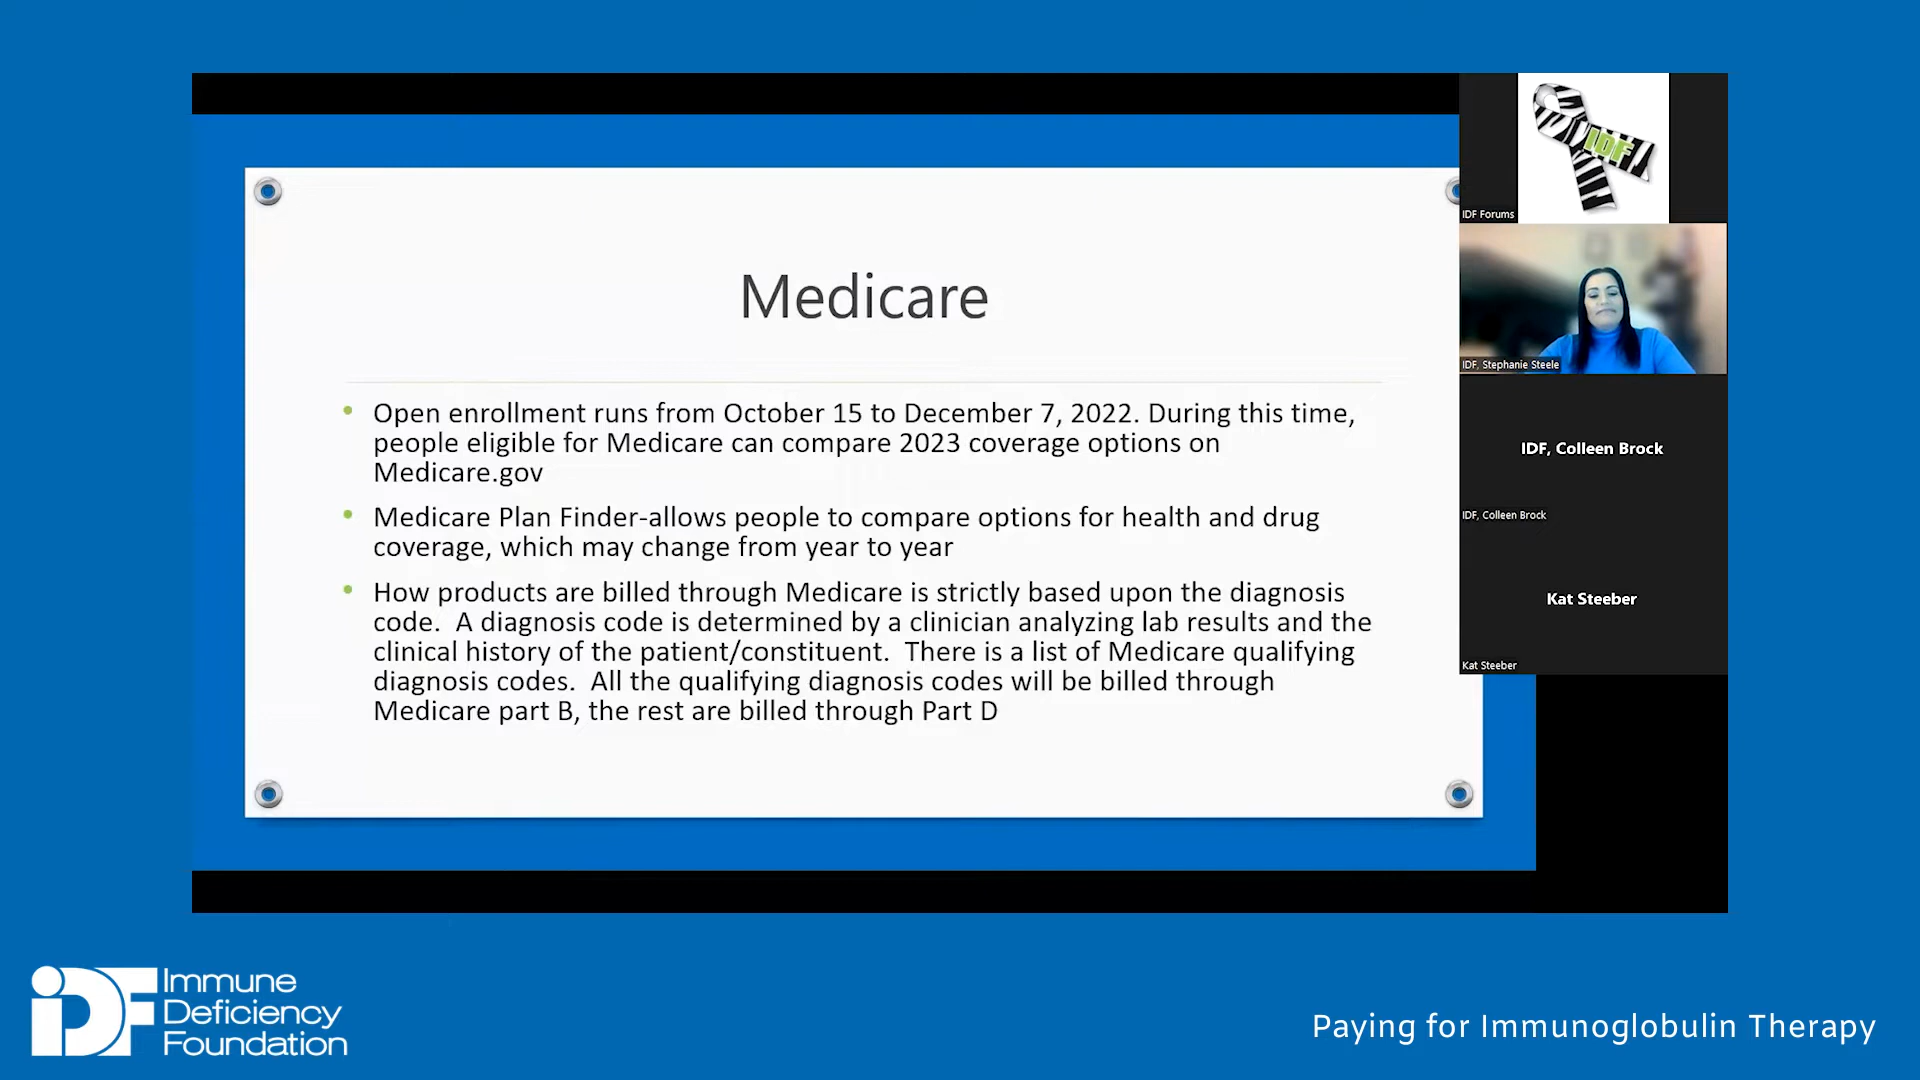 Medicare
• Open enrollment runs from October 15 to December 7, 2022. During this time,
people eligible for Medicare can compare 2023 coverage options on
Medicare.gov
• Medicare Plan Finder-allows people to compare options for health and drug
coverage, which may change from year to year
• How products are billed through Medicare is strictly based upon the diagnosis
code.  A diagnosis code is determined by a clinician analyzing lab results and the
clinical history of the patient/constituent.  There is a list of Medicare qualifying
diagnosis codes.  All the qualifying diagnosis codes will be billed through
Medicare part B, the rest are billed through Part D
IDF
IDF Forums
IDF, Stephanie Steele
IDF, Colleen Brock
IDF, Colleen Brock
Kat Steeber
Kat Steeber
iDF
Immune
Deficiency
Foundation
Paying for Immunoglobulin Therapy